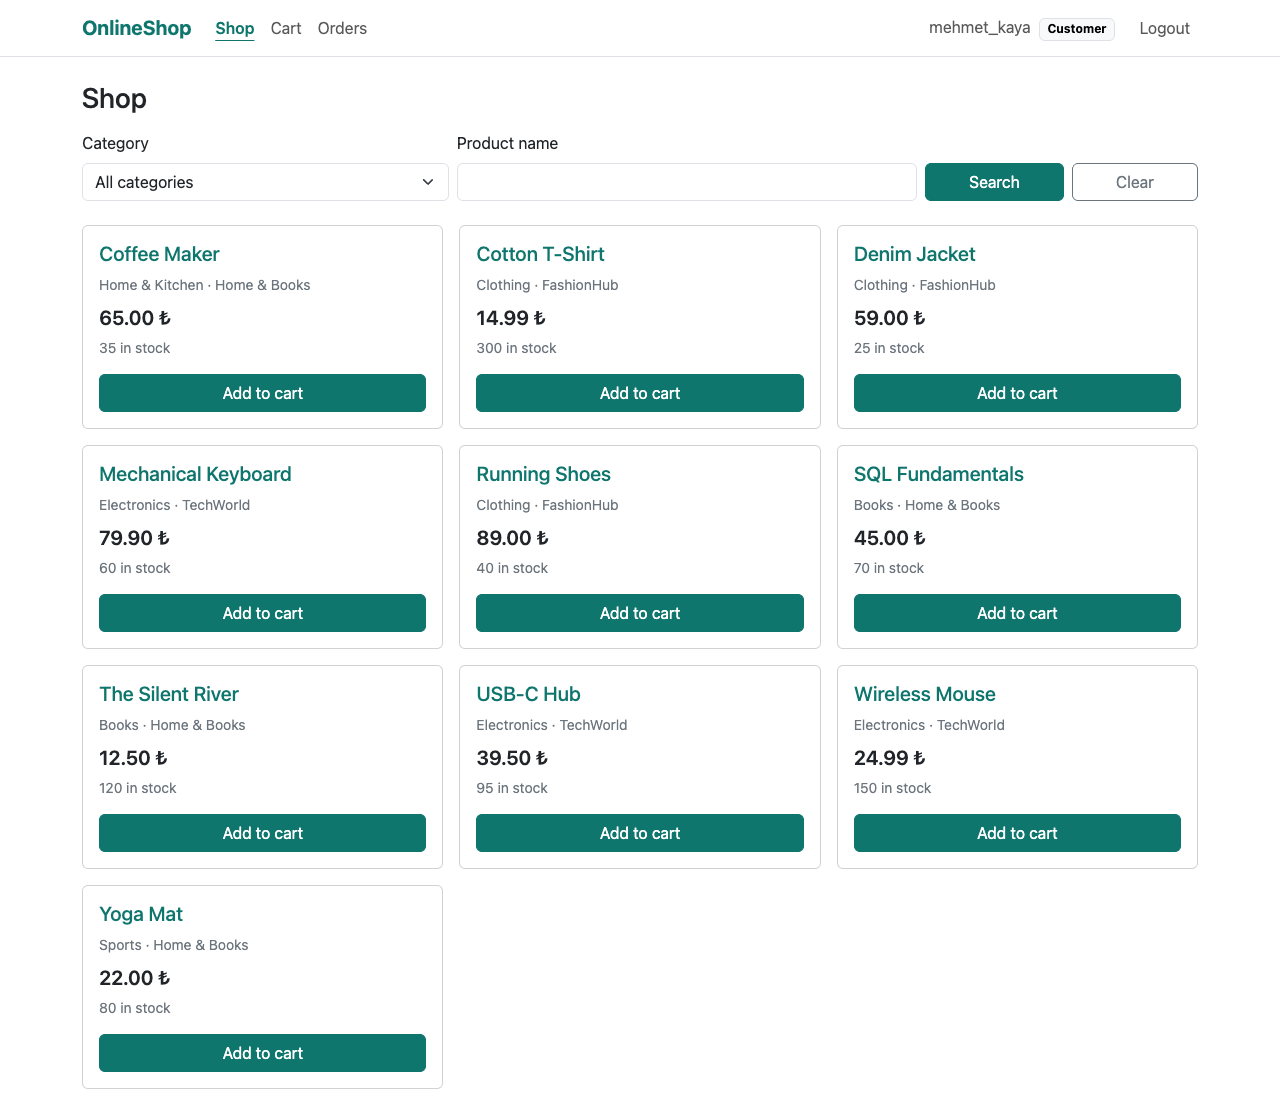 OnlineShop Shop Cart Orders mehmet_kaya Customer Logout
Shop
Category Product name
All categories Search Clear
Coffee Maker
Home & Kitchen · Home & Books
65.00 ₺
35 in stock
Add to cart
Cotton T-Shirt
Clothing · FashionHub
14.99 ₺
300 in stock
Add to cart
Denim Jacket
Clothing · FashionHub
59.00 ₺
25 in stock
Add to cart
Mechanical Keyboard
Electronics · TechWorld
79.90 ₺
60 in stock
Add to cart
Running Shoes
Clothing · FashionHub
89.00 ₺
40 in stock
Add to cart
SQL Fundamentals
Books · Home & Books
45.00 ₺
70 in stock
Add to cart
The Silent River
Books · Home & Books
12.50 ₺
120 in stock
Add to cart
USB-C Hub
Electronics · TechWorld
39.50 ₺
95 in stock
Add to cart
Wireless Mouse
Electronics · TechWorld
24.99 ₺
150 in stock
Add to cart
Yoga Mat
Sports · Home & Books
22.00 ₺
80 in stock
Add to cart